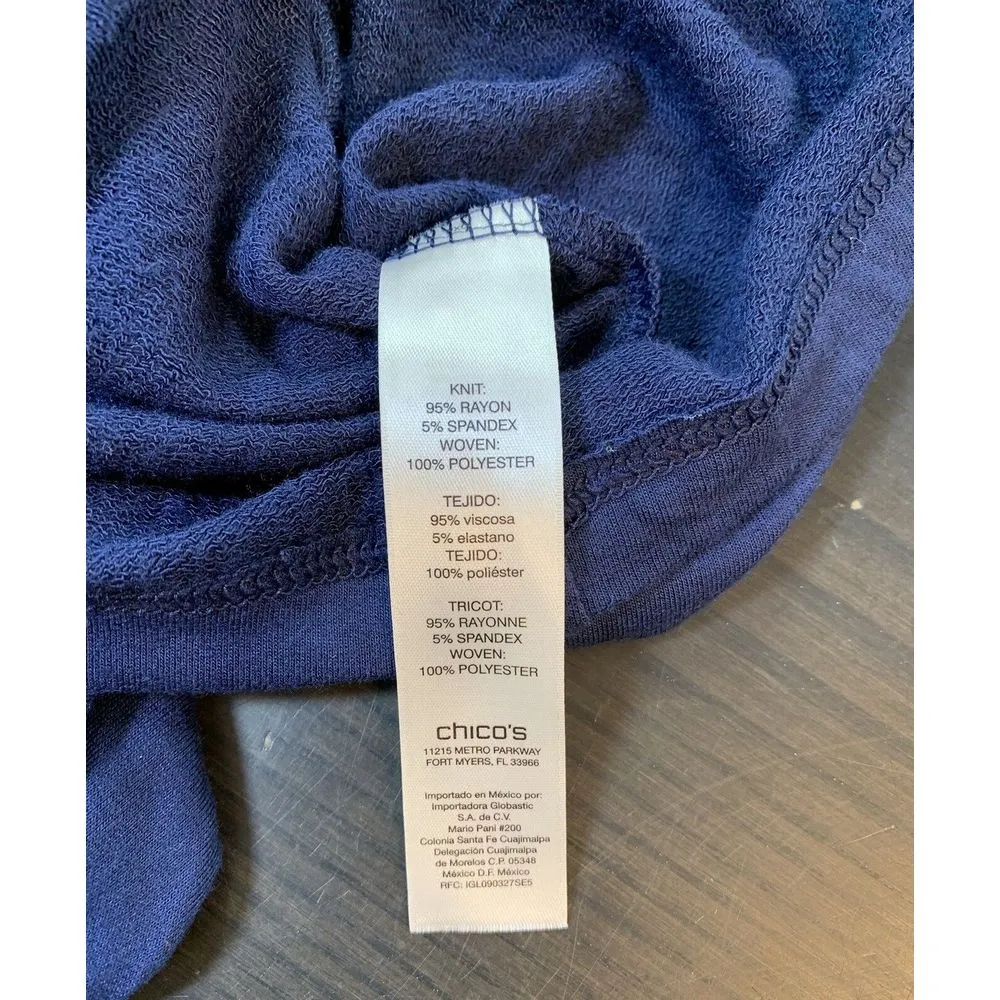 KNIT:
95% RAYON
5% SPANDEX
WOVEN:
100% POLYESTER
TEJIDO:
95% viscosa
5% elastano
TEJIDO:
100% poliéster
TRICOT:
95% RAYONNE
5% SPANDEX
WOVEN:
100% POLYESTER
chico's
11215 METRO PARKWAY
FORT MYERS, FL 33966
Importado en México por:
Importadora Globastic
S.A. de C.V.
Mario Pani #200
Colonia Santa Fe Cuajimalpa
Delegación Cuajimalpa
de Morelos C.P. 05348
México D.F. México
RFC: IGL090327SE5